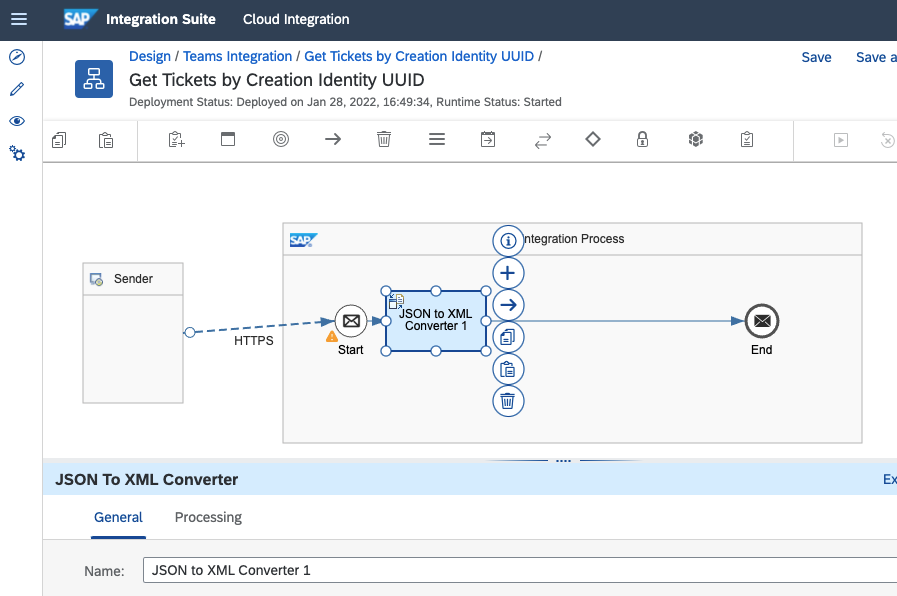 SAP Integration Suite Cloud Integration
Design / Teams Integration / Get Tickets by Creation Identity UUID /
Save Save a
Get Tickets by Creation Identity UUID
Deployment Status: Deployed on Jan 28, 2022, 16:49:34, Runtime Status: Started
SAP ntegration Process
Sender
HTTPS
Start
JSON to XML
Converter 1
End
JSON To XML Converter
Ex
General Processing
Name: JSON to XML Converter 1